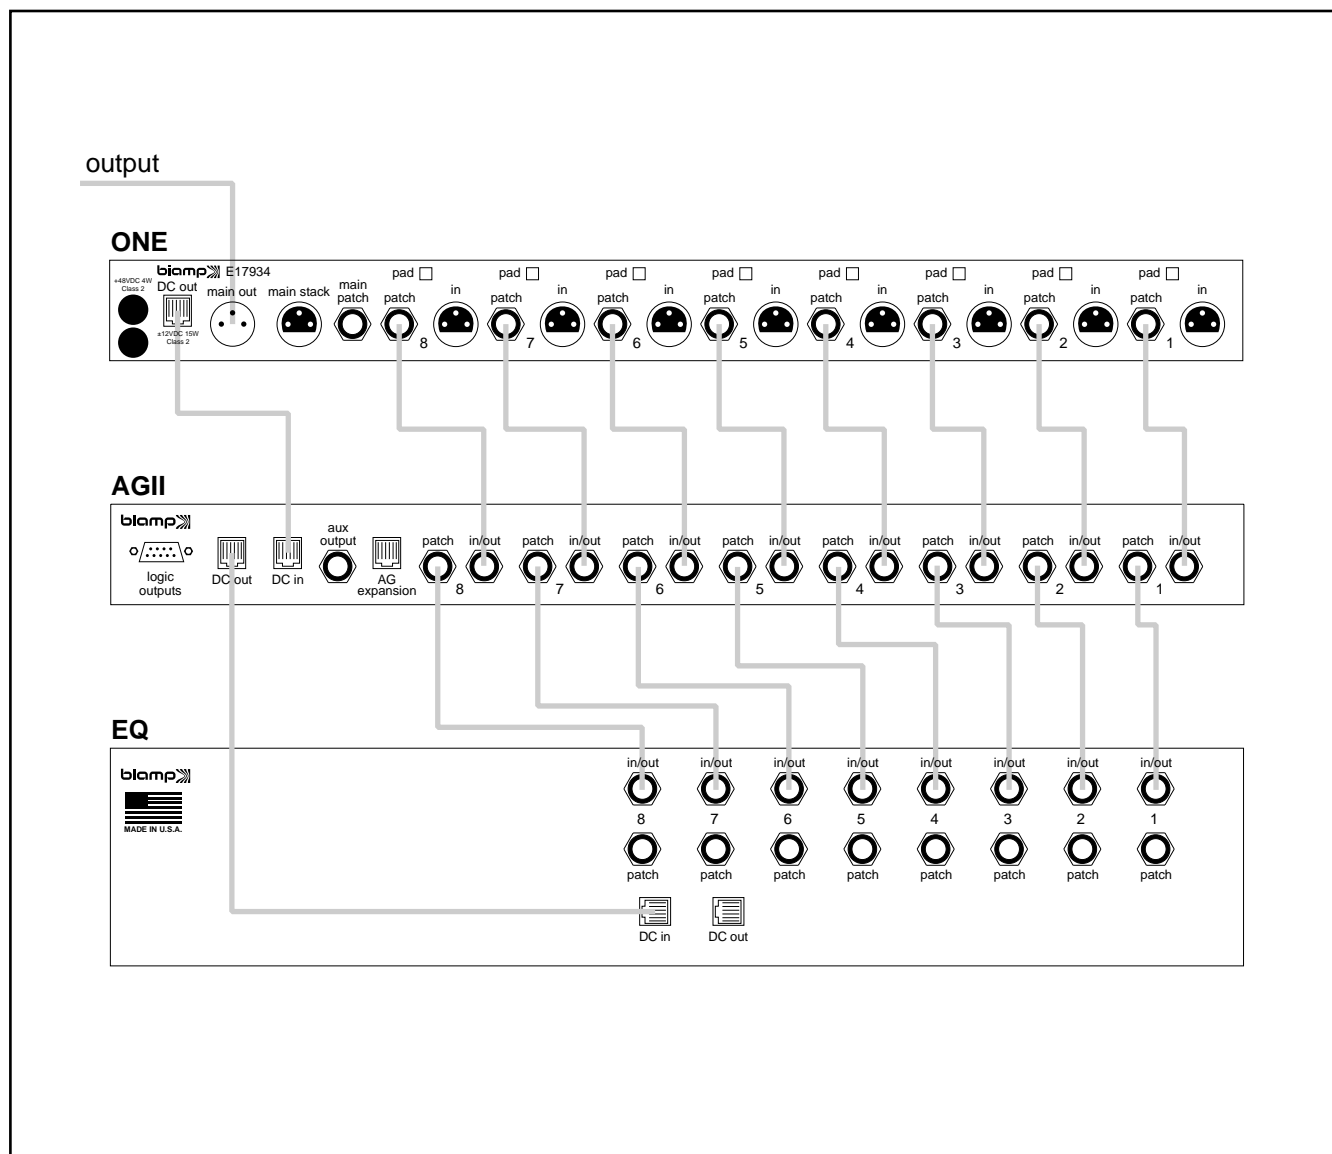 output
ONE
biamp E17934
+48VDC 4W
Class 2
DC out
±12VDC 15W
Class 2
main out
main stack
main
patch
pad pad pad pad pad pad pad pad
patch in patch in patch in patch in patch in patch in patch in patch in
8 7 6 5 4 3 2 1
AGII
biamp
logic
outputs
DC out
DC in
aux
output
AG
expansion
patch in/out patch in/out patch in/out patch in/out patch in/out patch in/out patch in/out patch in/out
8 7 6 5 4 3 2 1
EQ
biamp
MADE IN U.S.A.
in/out in/out in/out in/out in/out in/out in/out in/out
8 7 6 5 4 3 2 1
patch patch patch patch patch patch patch patch
DC in DC out